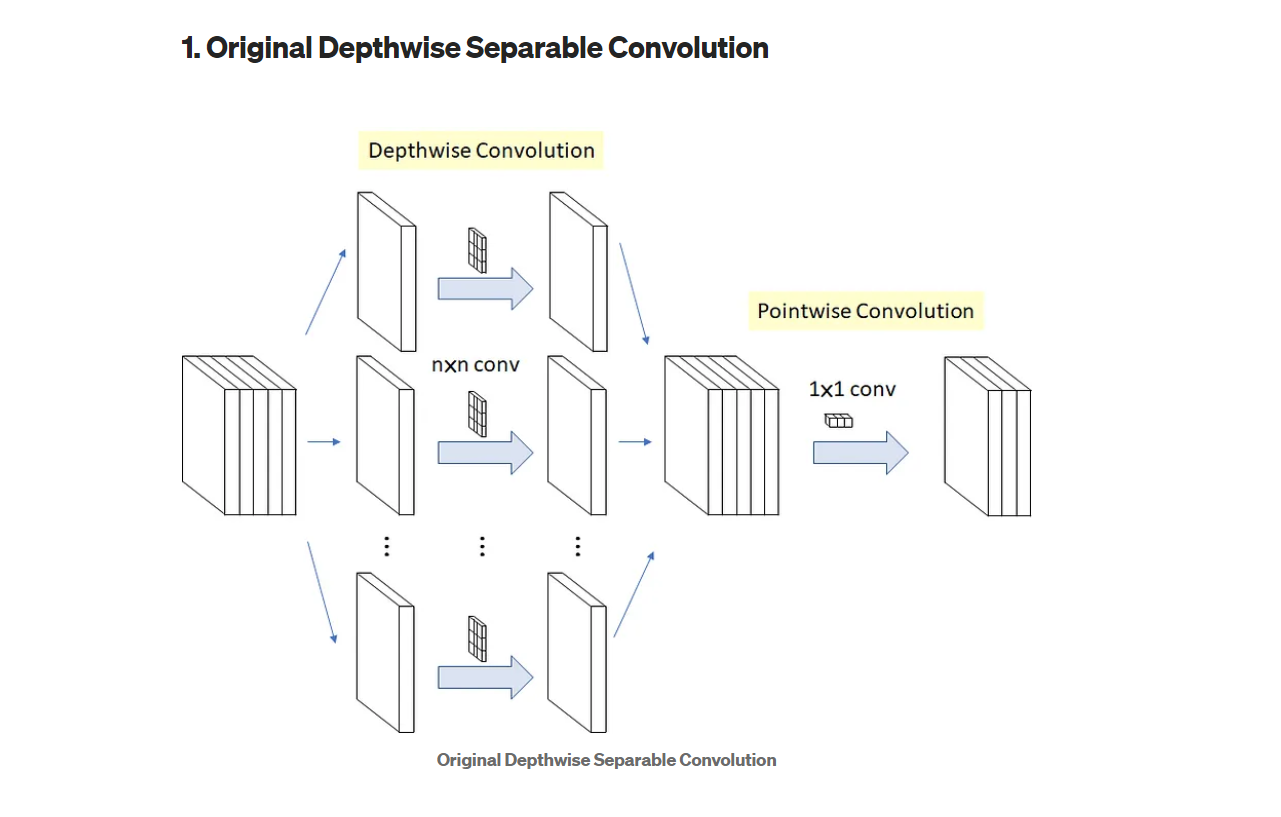 1. Original Depthwise Separable Convolution
Depthwise Convolution
Pointwise Convolution
nxn conv
1x1 conv
Original Depthwise Separable Convolution